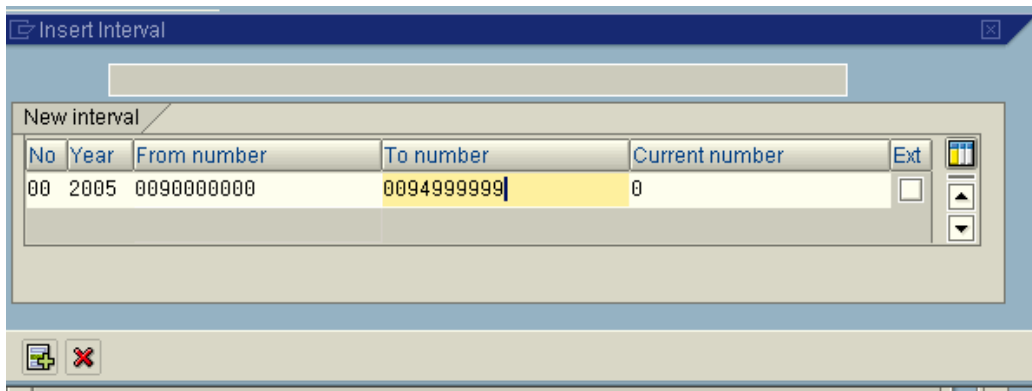 Insert Interval
New interval
No Year From number To number Current number Ext
00 2005 0090000000 0094999999 0